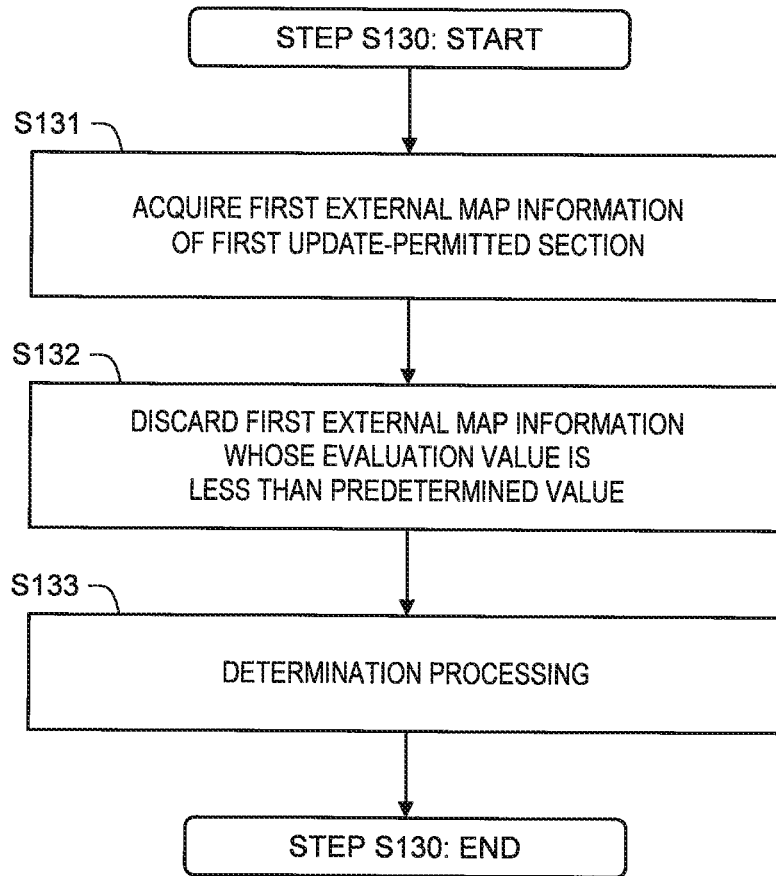 STEP S130: START
S131
ACQUIRE FIRST EXTERNAL MAP INFORMATION
OF FIRST UPDATE-PERMITTED SECTION
S132
DISCARD FIRST EXTERNAL MAP INFORMATION
WHOSE EVALUATION VALUE IS
LESS THAN PREDETERMINED VALUE
S133
DETERMINATION PROCESSING
STEP S130: END